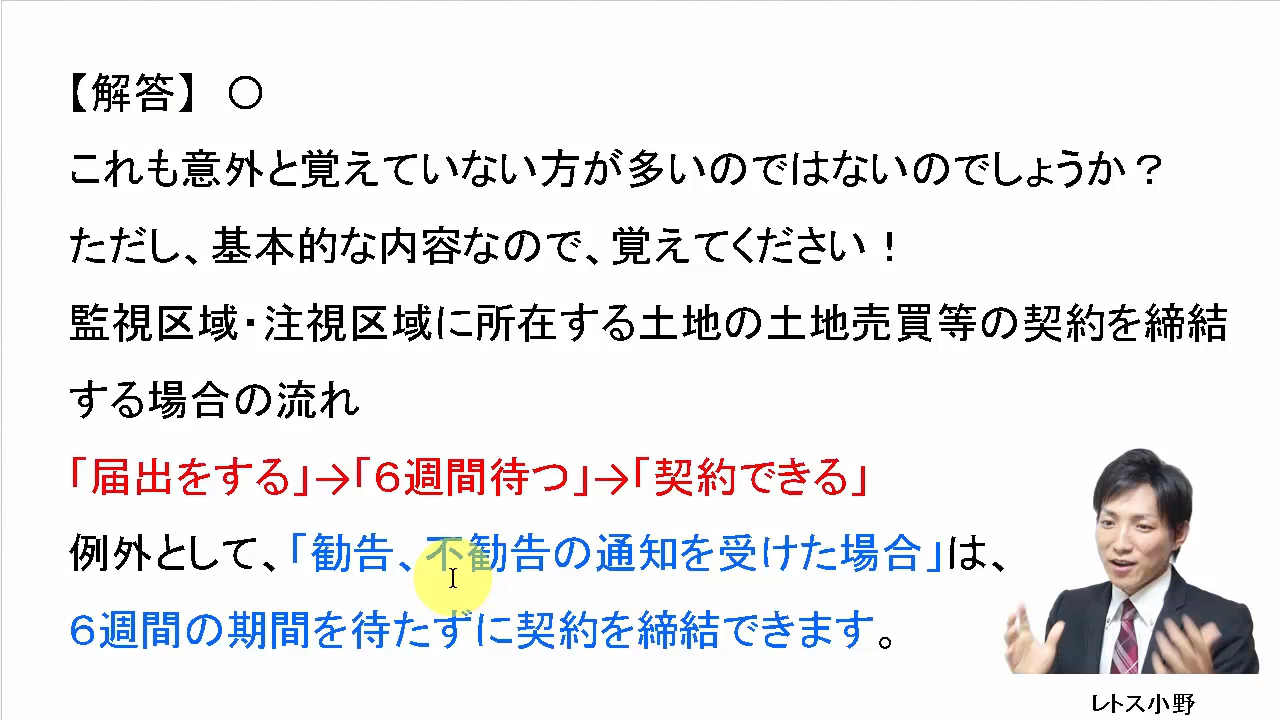 【解答】 ○
これも意外と覚えていない方が多いのではないのでしょうか？
ただし、基本的な内容なので、覚えてください！
監視区域・注視区域に所在する土地の土地売買等の契約を締結
する場合の流れ
「届出をする」→「６週間待つ」→「契約できる」
例外として、「勧告、不勧告の通知を受けた場合」は、
６週間の期間を待たずに契約を締結できます。
レトス小野